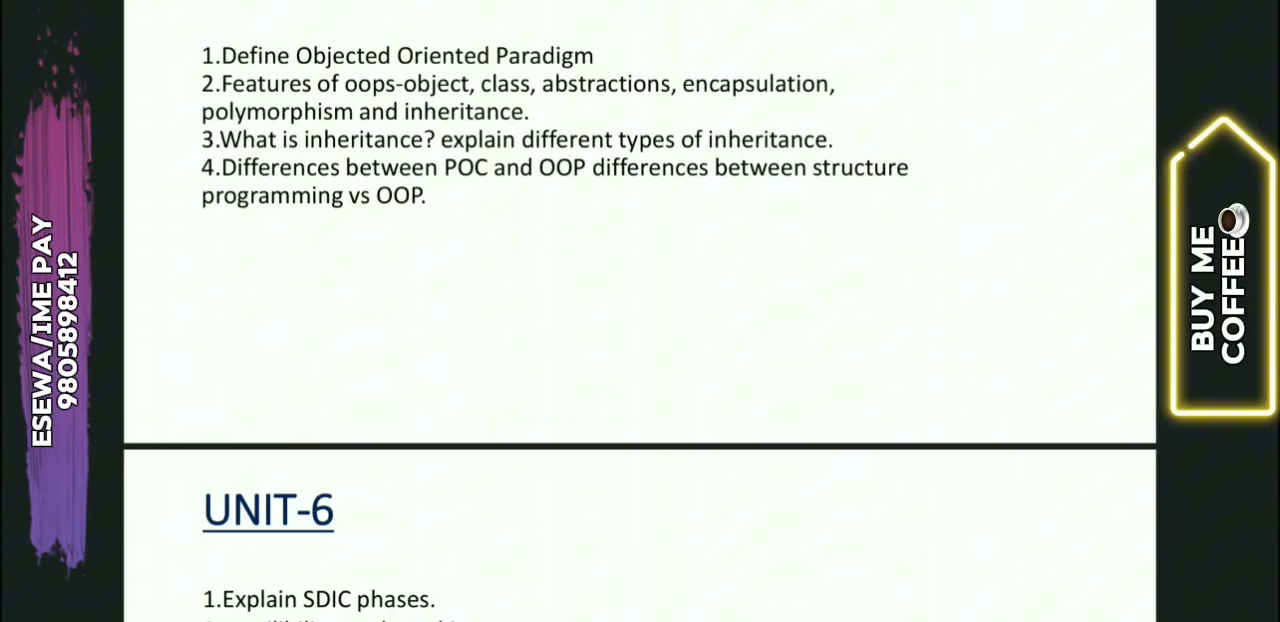 1.Define Objected Oriented Paradigm
2.Features of oops-object, class, abstractions, encapsulation,
polymorphism and inheritance.
3.What is inheritance? explain different types of inheritance.
4.Differences between POC and OOP differences between structure
programming vs OOP.
UNIT-6
1.Explain SDIC phases.
ESEWA/IME PAY
9805898412
BUY ME
COFFEE